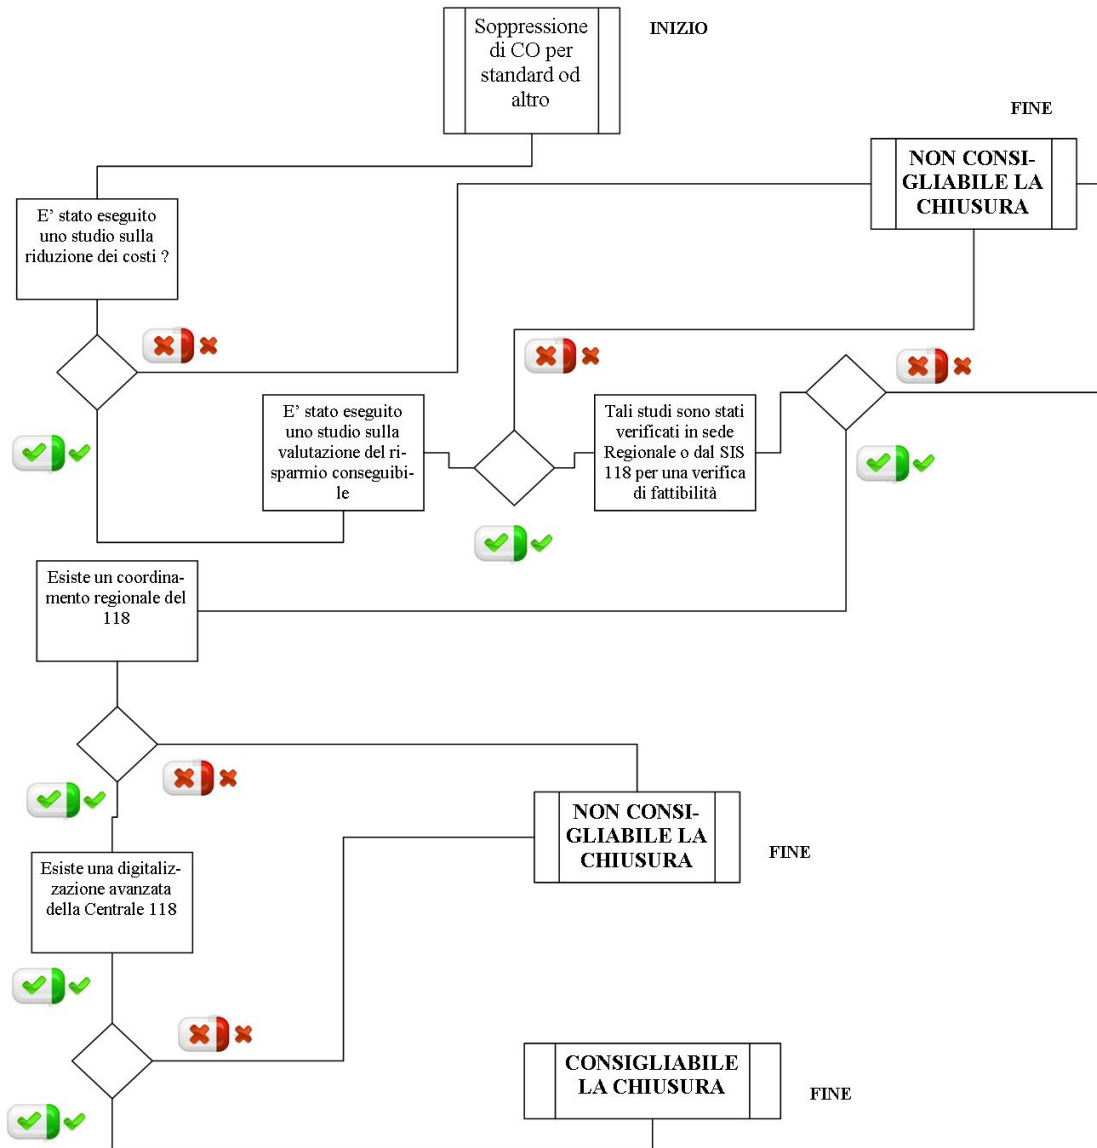 Soppressione
di CO per
standard od
altro
INIZIO
FINE
NON CONSI-
GLIABILE LA
CHIUSURA
E' stato eseguito
uno studio sulla
riduzione dei costi ?
E' stato eseguito
uno studio sulla
valutazione del ri-
sparmio conseguibi-
le
Tali studi sono stati
verificati in sede
Regionale o dal SIS
118 per una verifica
di fattibilità
Esiste un coordina-
mento regionale del
118
NON CONSI-
GLIABILE LA
CHIUSURA
FINE
Esiste una digitaliz-
zazione avanzata
della Centrale 118
CONSIGLIABILE
LA CHIUSURA
FINE